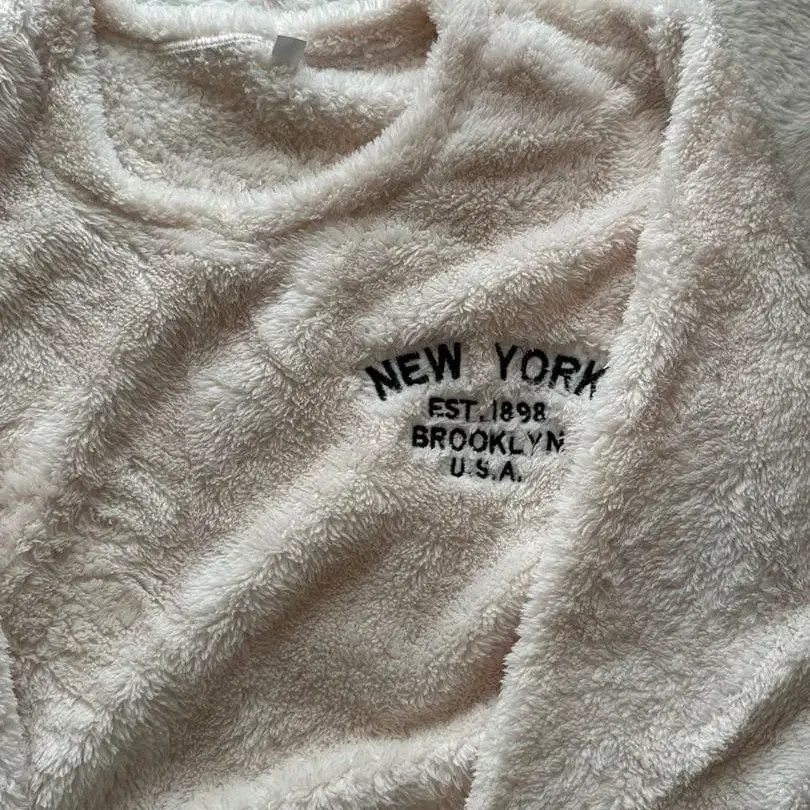 NEW YORK
EST. 1898
BROOKLYN
U.S.A.